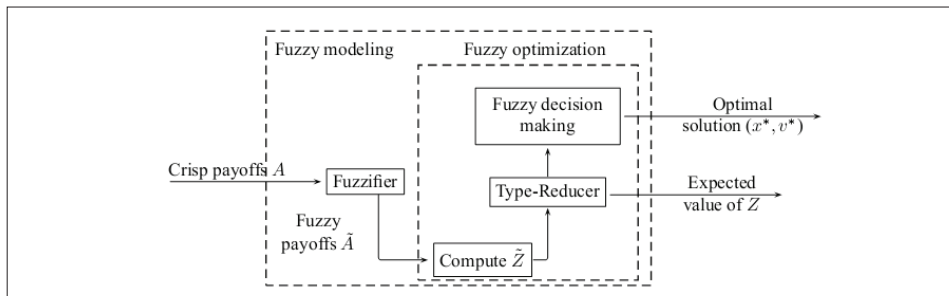 Fuzzy modeling
Fuzzy optimization
Fuzzy decision
making
Optimal
solution (x*, v*)
Crisp payoffs A
Fuzzifier
Type-Reducer
Expected
value of Z
Fuzzy
payoffs Ã
Compute Z̃